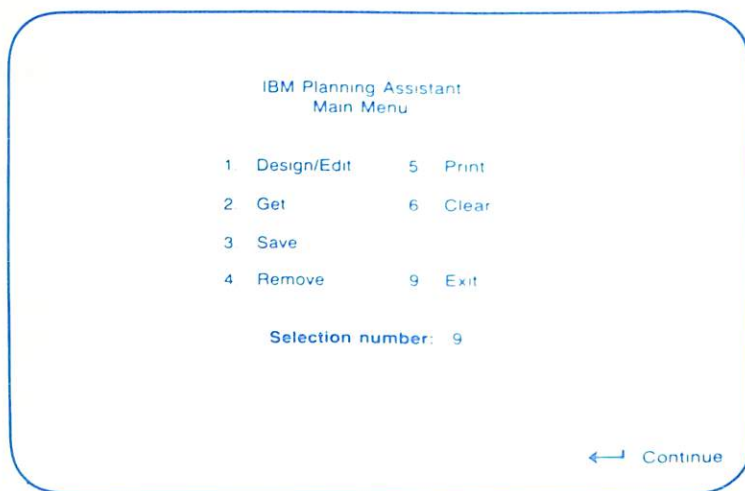 IBM Planning Assistant
Main Menu
1. Design/Edit 5 Print
2 Get 6 Clear
3 Save
4 Remove 9 Exit
Selection number: 9
Continue